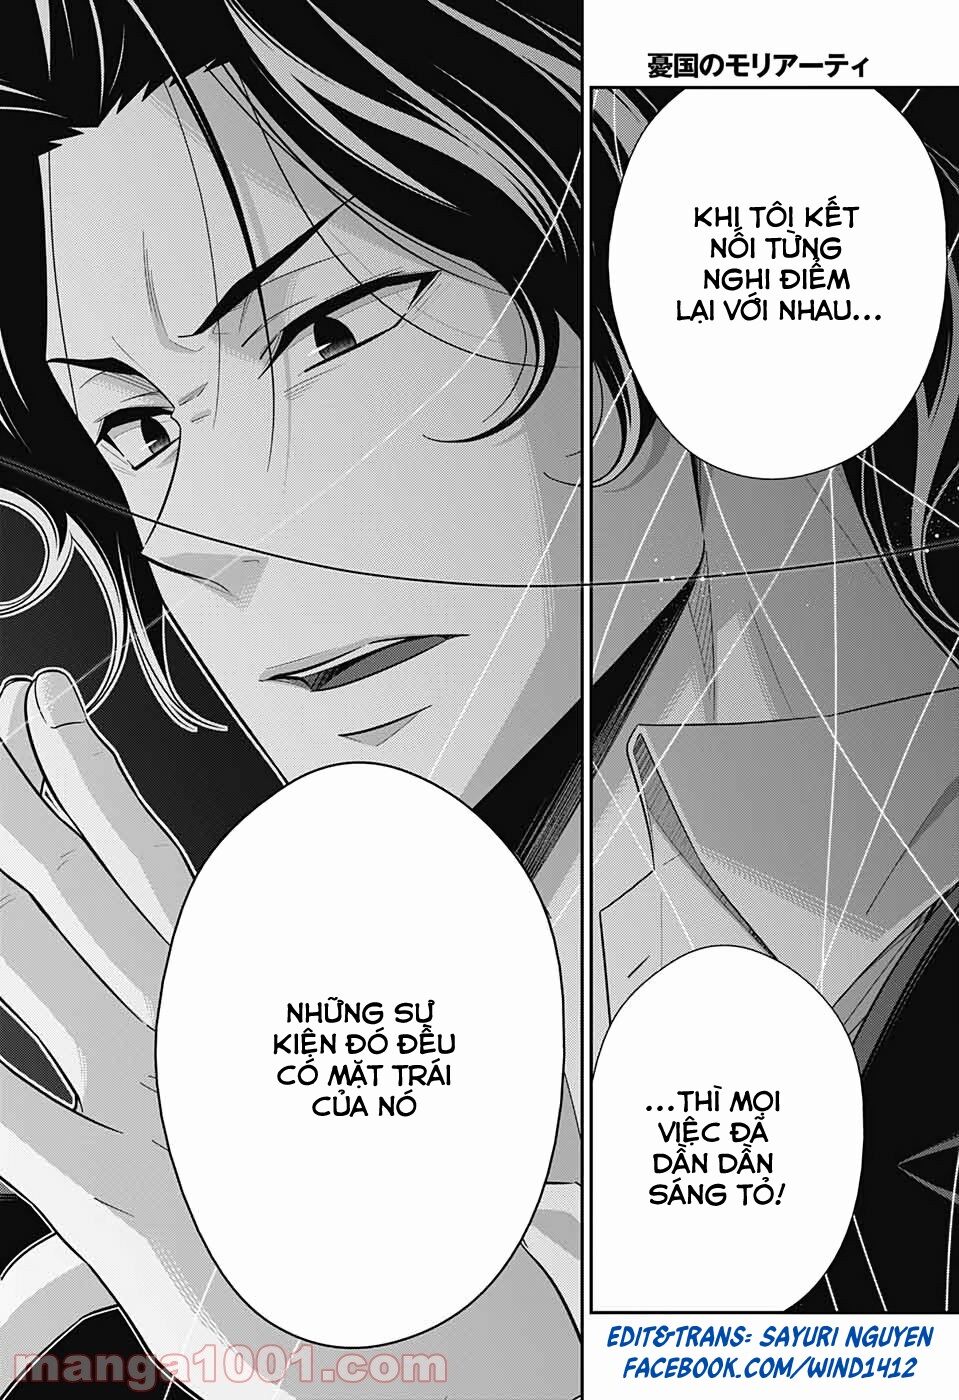 憂国のモリアーティ
KHI TÔI KẾT
NỐI TỪNG
NGHI ĐIỂM
LẠI VỚI NHAU...
...THÌ MỌI
VIỆC ĐÃ
DẦN DẦN
SÁNG TỎ!
NHỮNG SỰ
KIỆN ĐÓ ĐỀU
CÓ MẶT TRÁI
CỦA NÓ
EDIT&TRANS: SAYURI NGUYEN
FACEBOOK.COM/WIND1412
manga1001.com